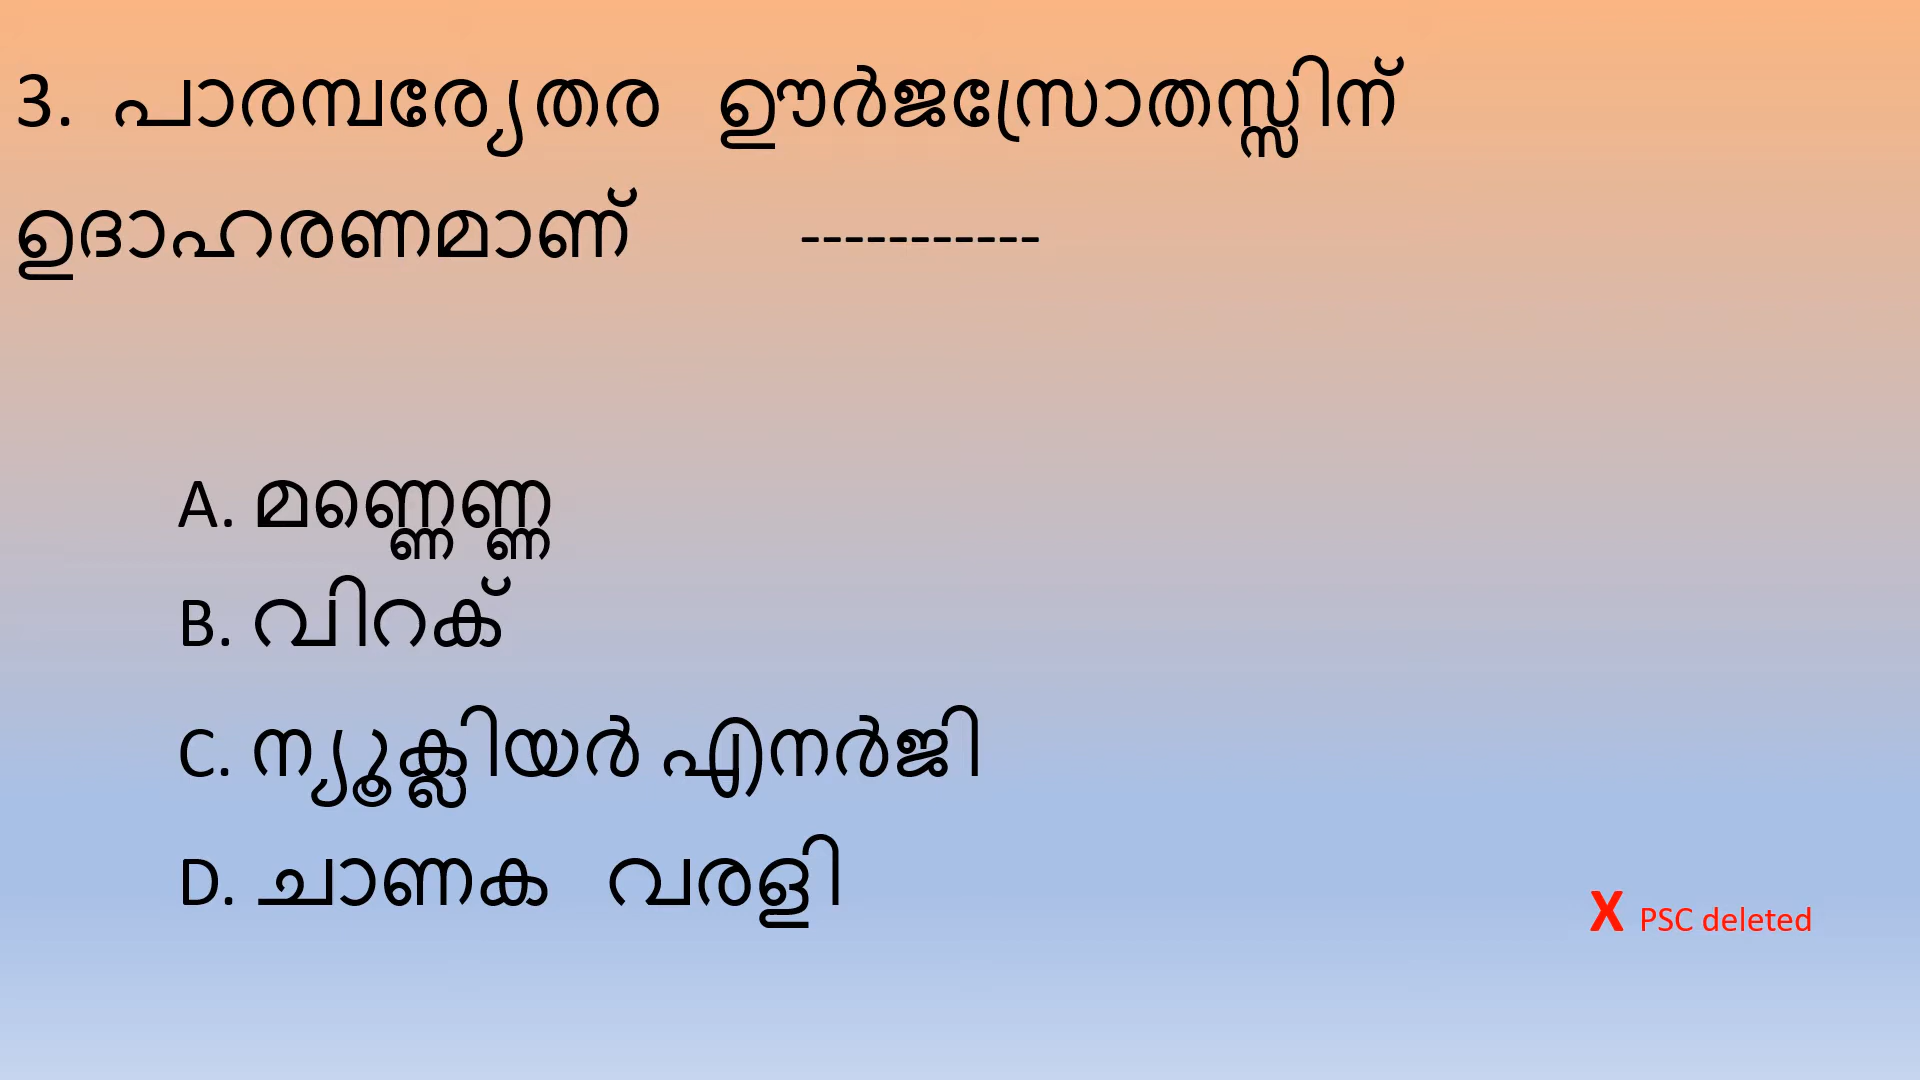 3. പാരമ്പര്യേതര ഊർജസ്രോതസ്സിന്
ഉദാഹരണമാണ് -----------
A. മണ്ണെണ്ണ
B. വിറക്
C. ന്യൂക്ലിയർ എനർജി
D. ചാണക വരളി
X PSC deleted